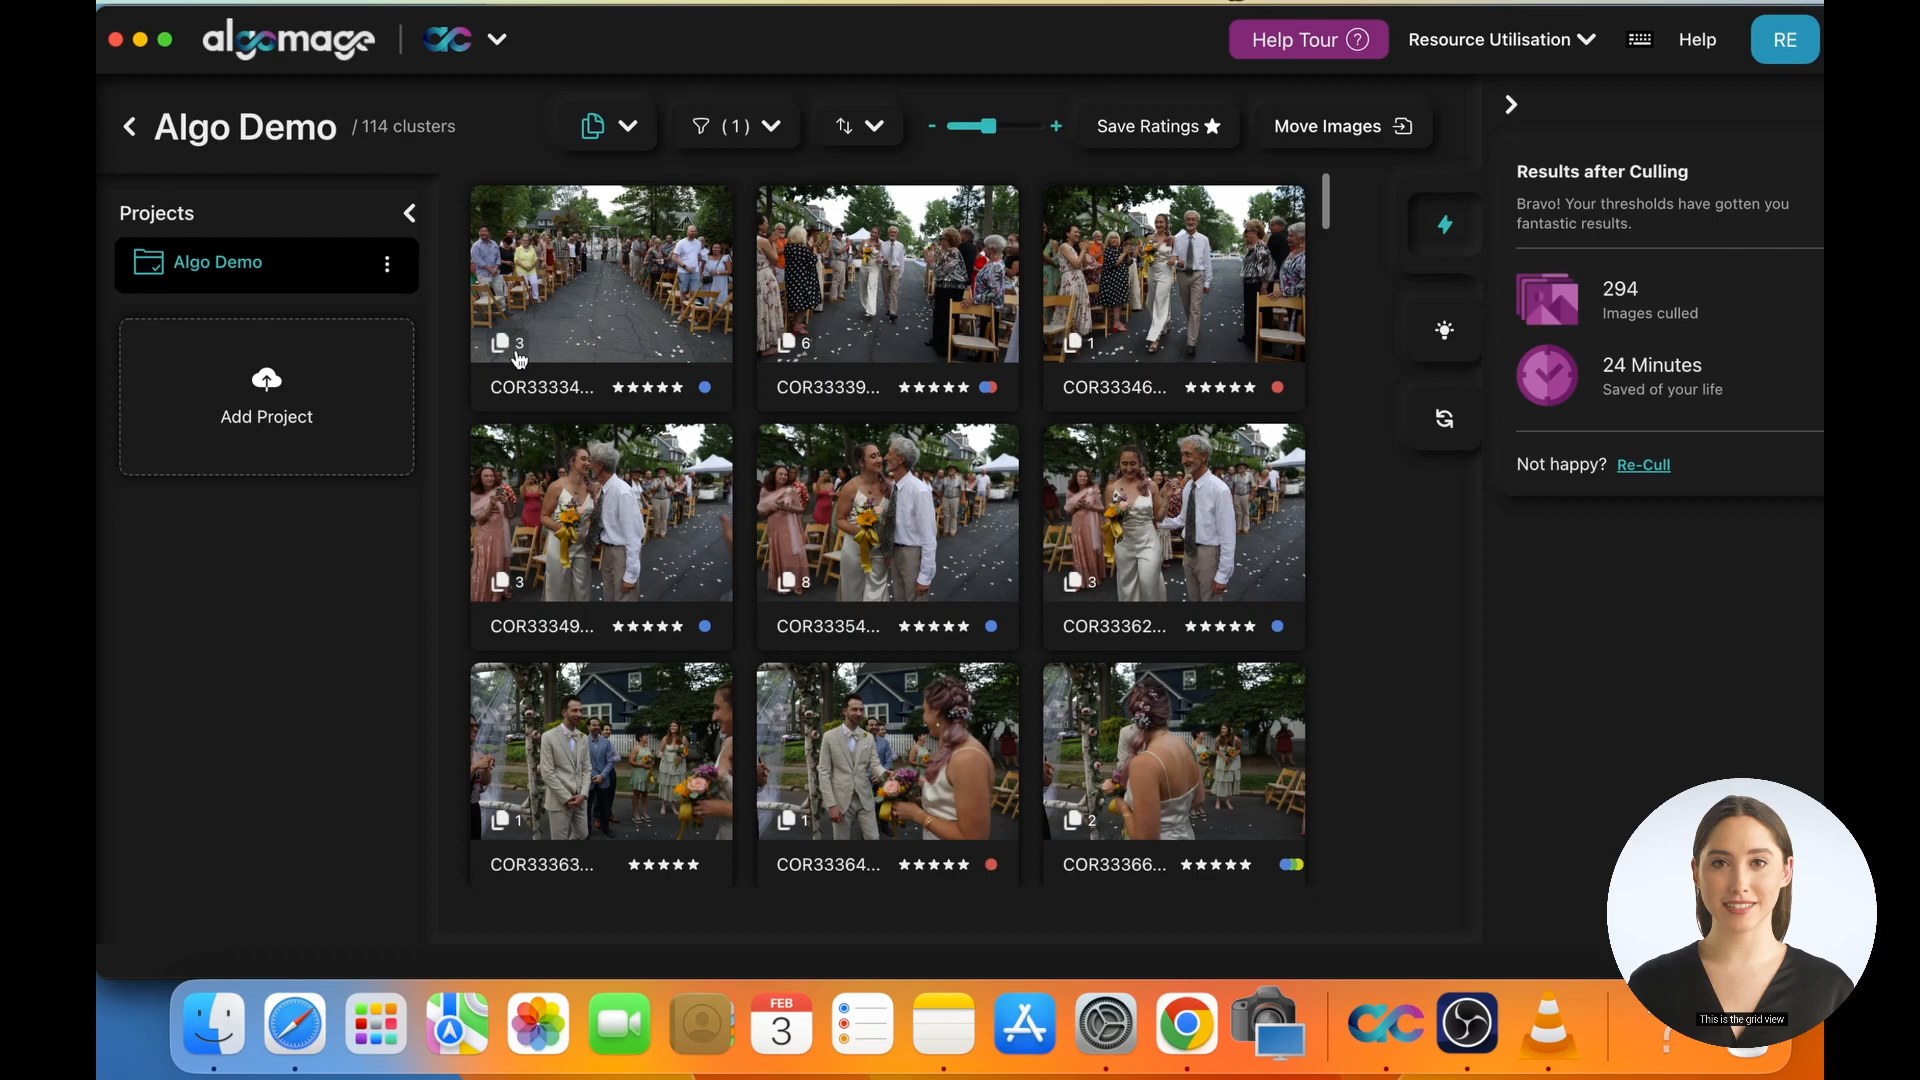 algomage
Help Tour ?
Resource Utilisation
Help
RE
Algo Demo / 114 clusters
( 1 )
- +
Save Ratings
Move Images
Projects
Algo Demo
Add Project
3
COR33334...
6
COR33339...
1
COR33346...
3
COR33349...
8
COR33354...
3
COR33362...
1
COR33363...
1
COR33364...
2
COR33366...
Results after Culling
Bravo! Your thresholds have gotten you
fantastic results.
294
Images culled
24 Minutes
Saved of your life
Not happy? Re-Cull
This is the grid view
FEB
3